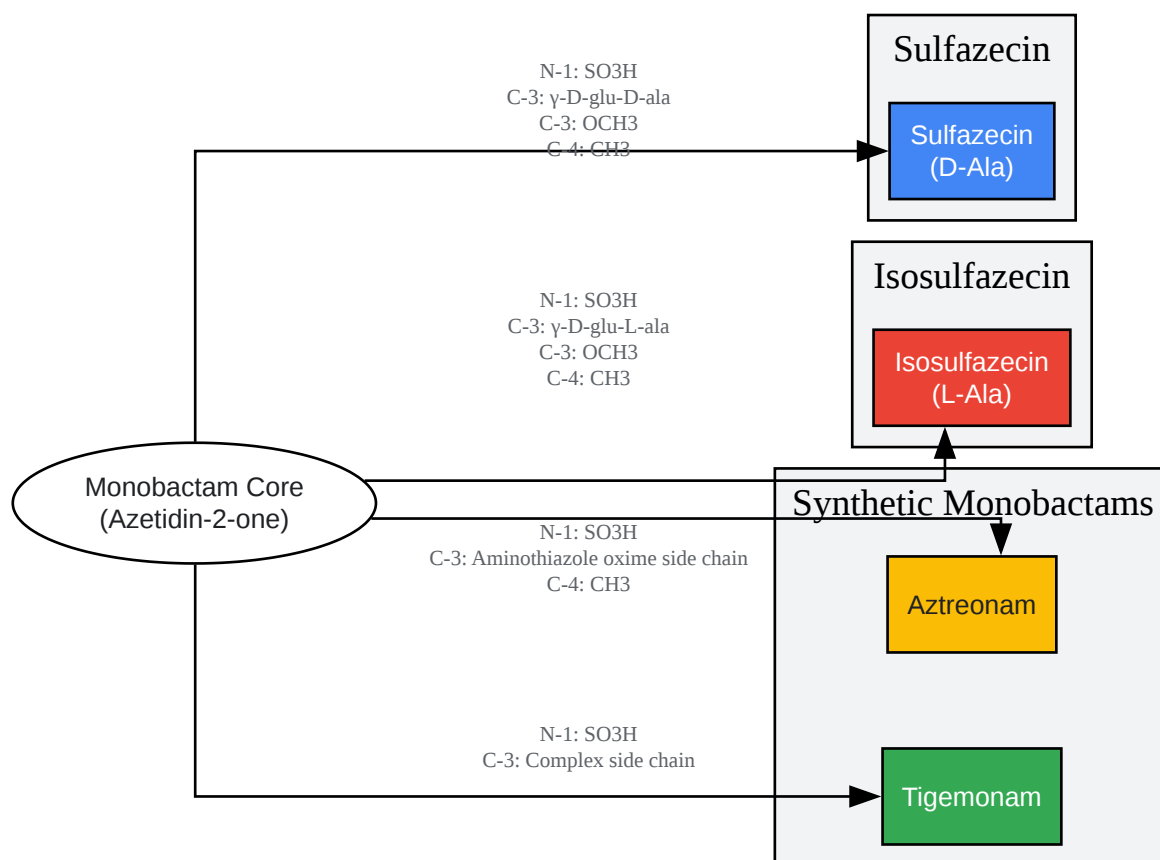 Sulfazecin
N-1: SO3H
C-3: γ-D-glu-D-ala
C-3: OCH3
C-4: CH3
Sulfazecin
(D-Ala)
Isosulfazecin
N-1: SO3H
C-3: γ-D-glu-L-ala
C-3: OCH3
C-4: CH3
Isosulfazecin
(L-Ala)
Monobactam Core
(Azetidin-2-one)
Synthetic Monobactams
N-1: SO3H
C-3: Aminothiazole oxime side chain
C-4: CH3
Aztreonam
N-1: SO3H
C-3: Complex side chain
Tigemonam